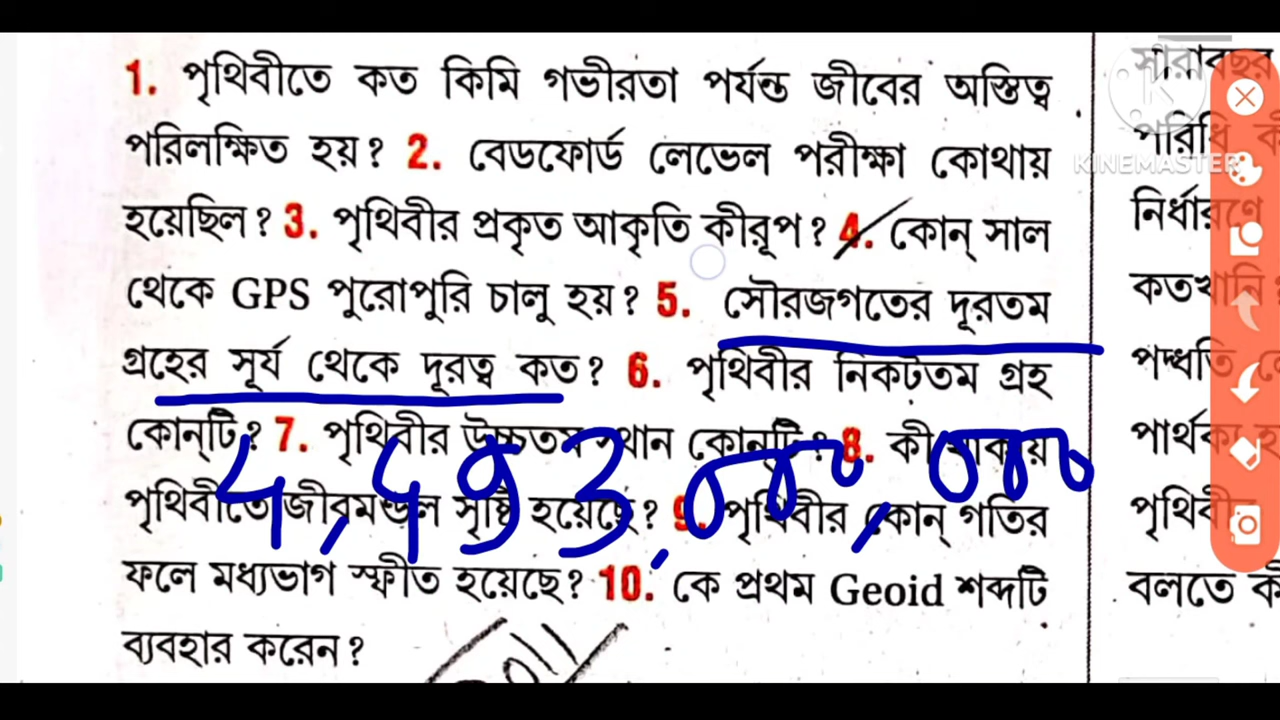 1. পৃথিবীতে কত কিমি গভীরতা পর্যন্ত জীবের অস্তিত্ব
পরিলক্ষিত হয়? 2. বেডফোর্ড লেভেল পরীক্ষা কোথায়
হয়েছিল? 3. পৃথিবীর প্রকৃত আকৃতি কীরূপ? 4. কোন্ সাল
থেকে GPS পুরোপুরি চালু হয়? 5. সৌরজগতের দূরতম
গ্রহের সূর্য থেকে দূরত্ব কত? 6. পৃথিবীর নিকটতম গ্রহ
কোন্‌টি? 7. পৃথিবীর উচ্চতম স্থান কোন্‌টি? 8. কী থাকায়
4,493,000,000
পৃথিবীতে জীবমণ্ডল সৃষ্টি হয়েছে? 9. পৃথিবীর কোন্ গতির
ফলে মধ্যভাগ স্ফীত হয়েছে? 10. কে প্রথম Geoid শব্দটি
ব্যবহার করেন?
সারাবছর
পরিধি
নির্ধারণে
কতখানি
পদ্ধতি
পার্থক্য
পৃথিবীর
বলতে
KINEMASTER